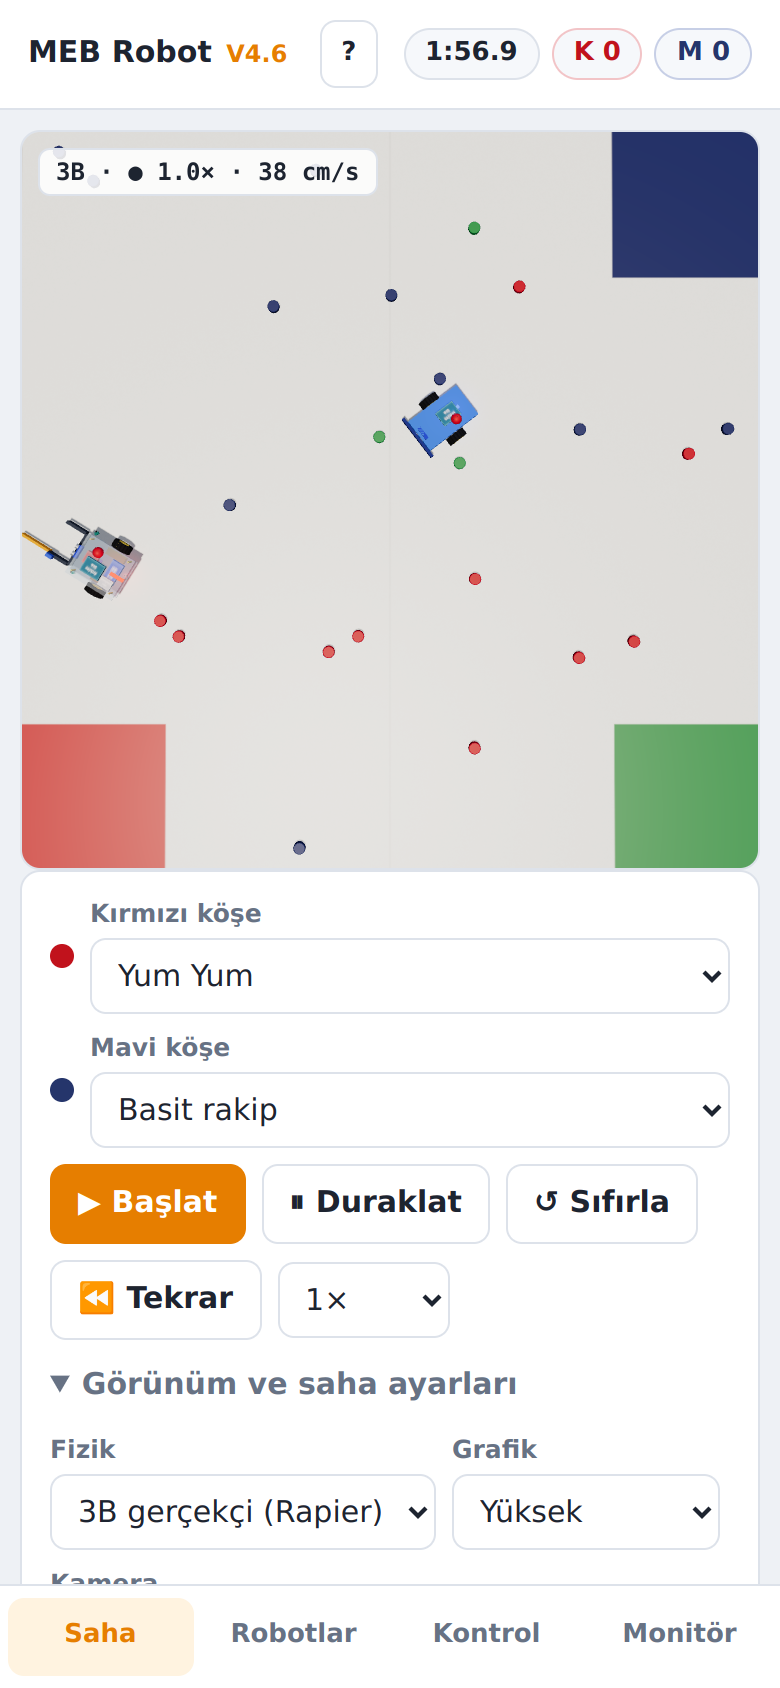 MEB Robot V4.6 ? 1:56.9 K 0 M 0
3B · ● 1.0× · 38 cm/s
Kırmızı köşe
Yum Yum
Mavi köşe
Basit rakip
▶ Başlat ⏸ Duraklat ↺ Sıfırla
⏪ Tekrar 1×
▼ Görünüm ve saha ayarları
Fizik Grafik
3B gerçekçi (Rapier) Yüksek
Kamera
Saha Robotlar Kontrol Monitör